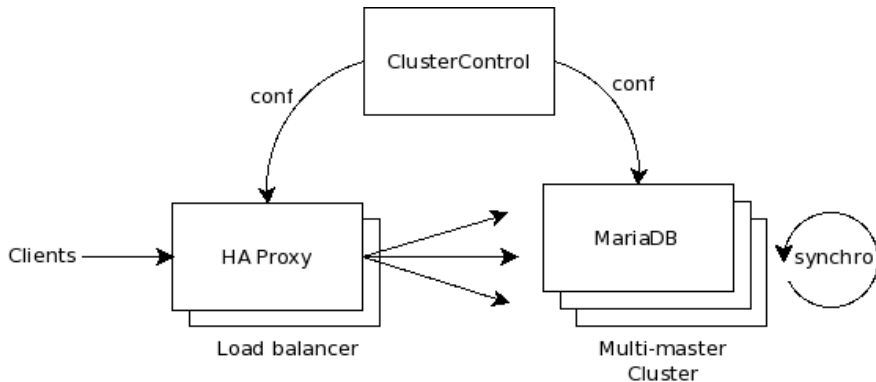 ClusterControl
conf
conf
Clients
HA Proxy
MariaDB
synchro
Load balancer
Multi-master
Cluster